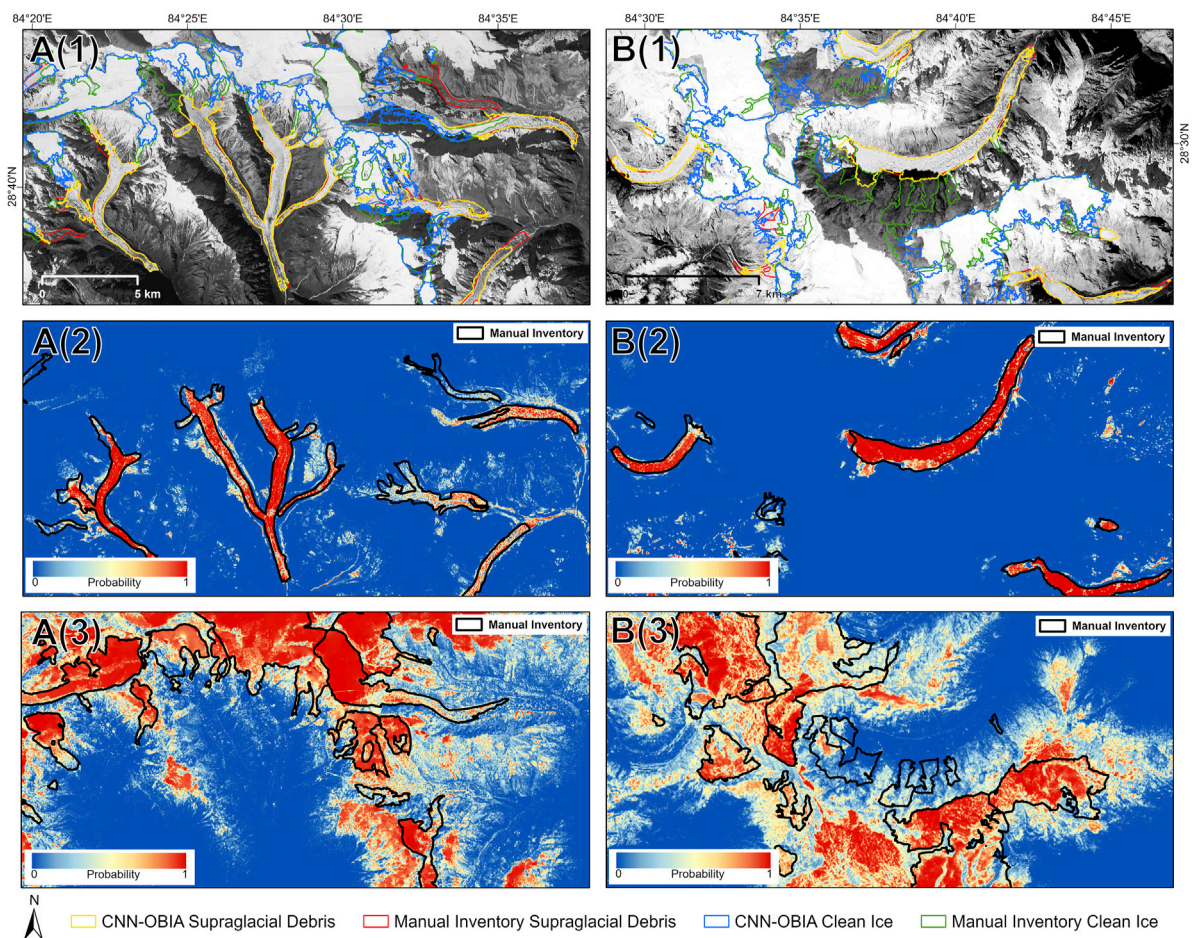 84°20'E 84°25'E 84°30'E 84°35'E 84°30'E 84°35'E 84°40'E 84°45'E
A(1) B(1)
28°40'N 28°30'N
0 5 km 0 7 km
A(2) Manual Inventory B(2) Manual Inventory
0 Probability 1 0 Probability 1
A(3) Manual Inventory B(3) Manual Inventory
0 Probability 1 0 Probability 1
N
CNN-OBIA Supraglacial Debris Manual Inventory Supraglacial Debris CNN-OBIA Clean Ice Manual Inventory Clean Ice